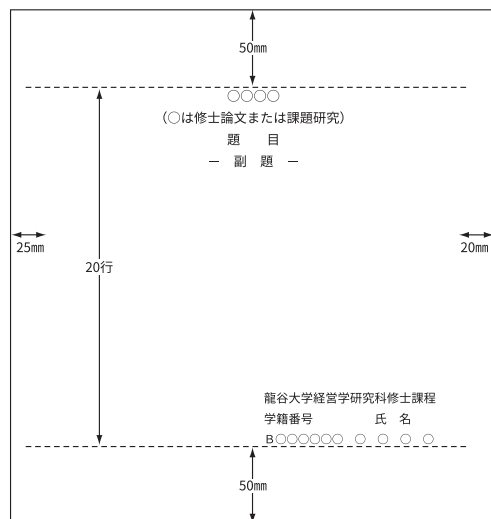 50mm
○○○○
（○は修士論文または課題研究）
題　　目
－　副　題　－
25mm
20mm
20行
龍谷大学経営学研究科修士課程
学籍番号　　　　　氏　名
B○○○○○○　○　○　○　○
50mm